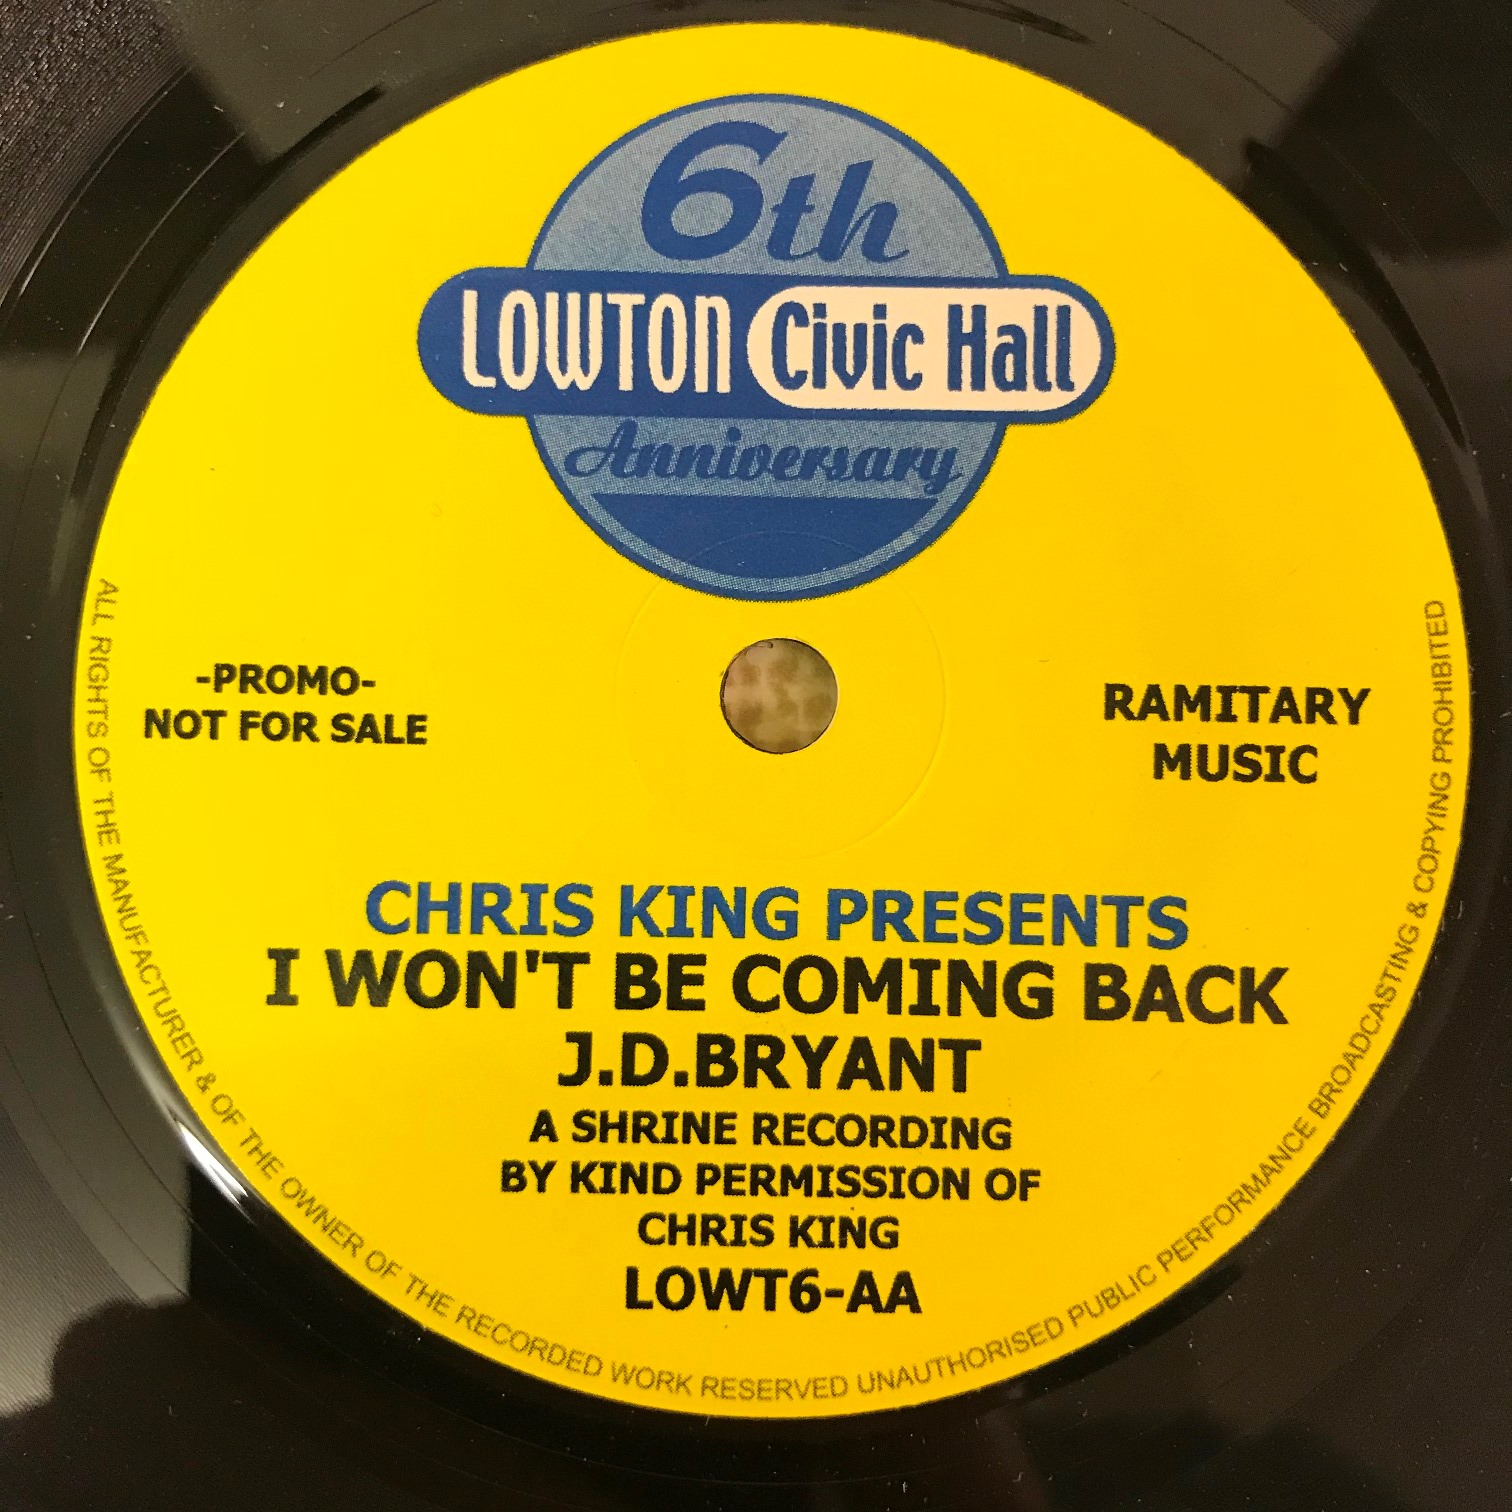 6th
LOWTON Civic Hall
Anniversary
-PROMO-
NOT FOR SALE
RAMITARY
MUSIC
CHRIS KING PRESENTS
I WON'T BE COMING BACK
J.D.BRYANT
A SHRINE RECORDING
BY KIND PERMISSION OF
CHRIS KING
LOWT6-AA
ALL RIGHTS OF THE MANUFACTURER & OF THE OWNER OF THE RECORDED WORK RESERVED UNAUTHORISED PUBLIC PERFORMANCE BROADCASTING & COPYING PROHIBITED